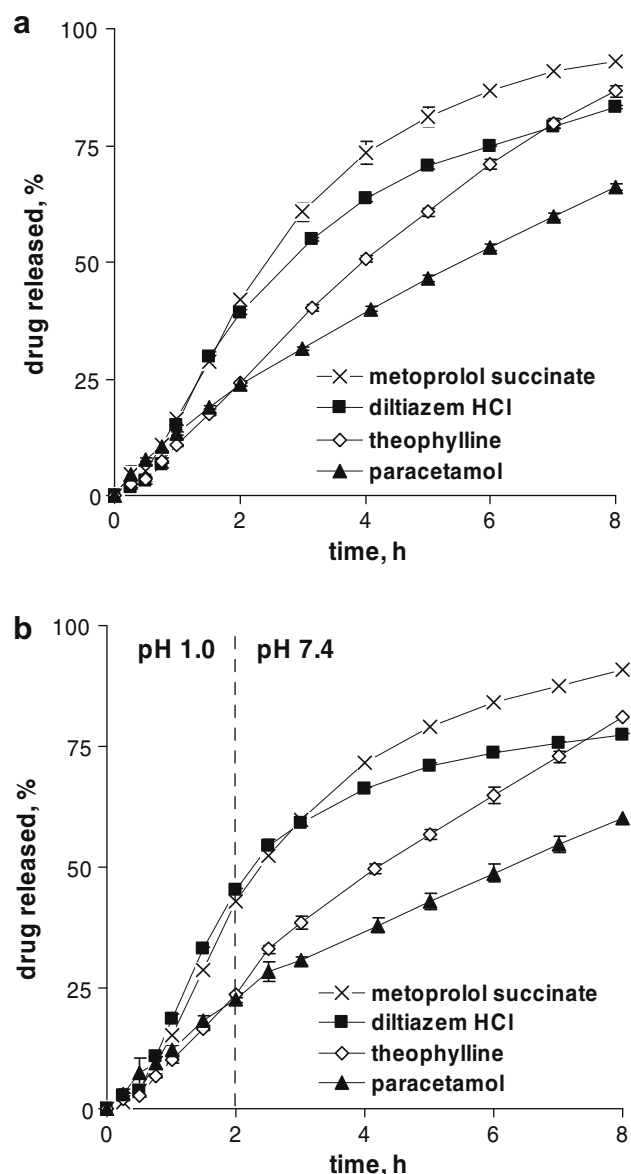 a
100
75
50
25
0
drug released, %
metoprolol succinate
diltiazem HCl
theophylline
paracetamol
0 2 4 6 8
time, h
b
100
75
50
25
0
drug released, %
pH 1.0 pH 7.4
metoprolol succinate
diltiazem HCl
theophylline
paracetamol
0 2 4 6 8
time, h